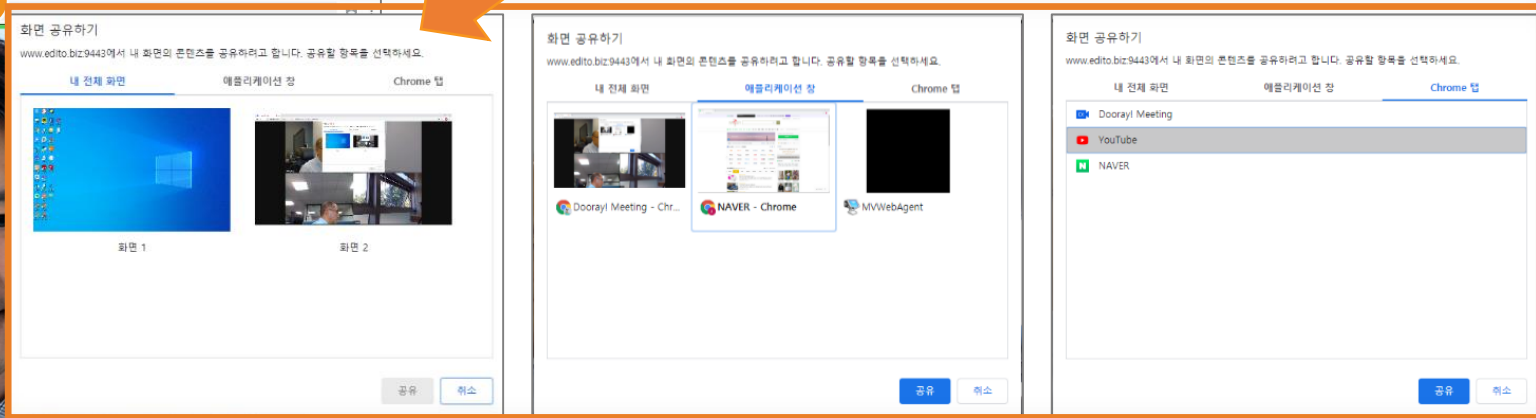 화면 공유하기
www.edito.biz:9443에서 내 화면의 콘텐츠를 공유하려고 합니다. 공유할 항목을 선택하세요.
내 전체 화면 애플리케이션 창 Chrome 탭
화면 1 화면 2
공유 취소
화면 공유하기
www.edito.biz:9443에서 내 화면의 콘텐츠를 공유하려고 합니다. 공유할 항목을 선택하세요.
내 전체 화면 애플리케이션 창 Chrome 탭
Dooray! Meeting - Chr... NAVER - Chrome MVWebAgent
공유 취소
화면 공유하기
www.edito.biz:9443에서 내 화면의 콘텐츠를 공유하려고 합니다. 공유할 항목을 선택하세요.
내 전체 화면 애플리케이션 창 Chrome 탭
Dooray! Meeting
YouTube
NAVER
공유 취소